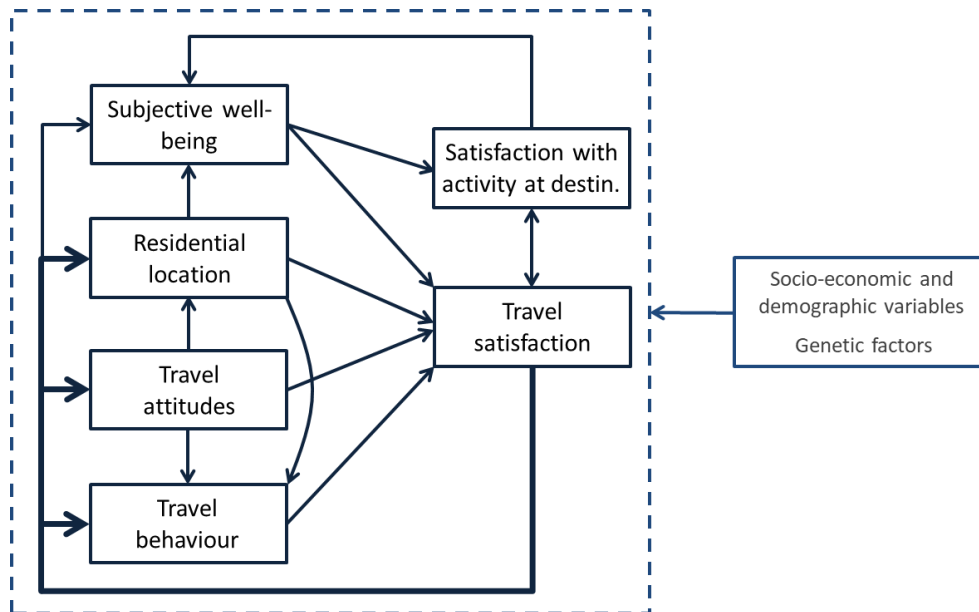 Subjective well-
being
Satisfaction with
activity at destin.
Residential
location
Travel
satisfaction
Travel
attitudes
Travel
behaviour
Socio-economic and
demographic variables
Genetic factors